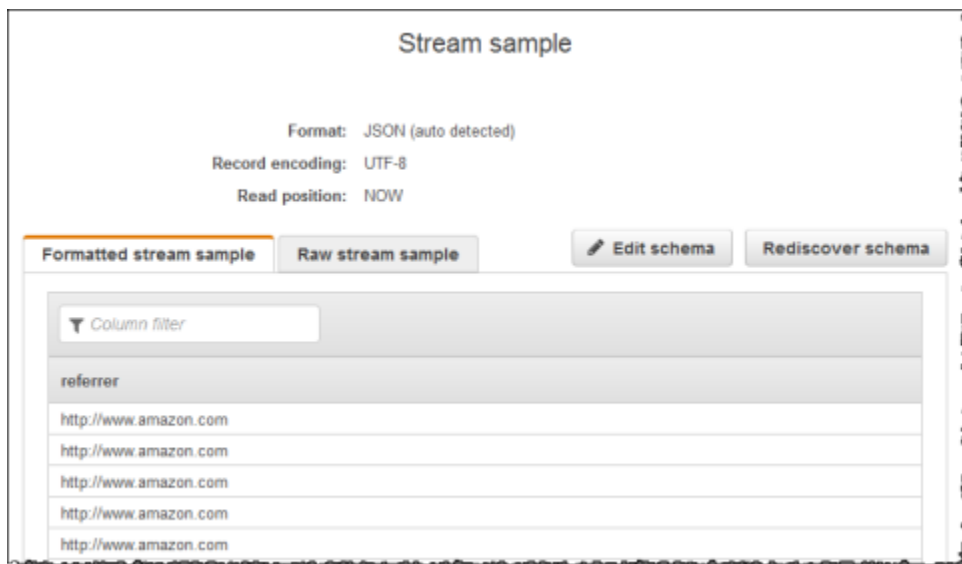 Stream sample
Format: JSON (auto detected)
Record encoding: UTF-8
Read position: NOW
Formatted stream sample Raw stream sample Edit schema Rediscover schema
Column filter
referrer
http://www.amazon.com
http://www.amazon.com
http://www.amazon.com
http://www.amazon.com
http://www.amazon.com